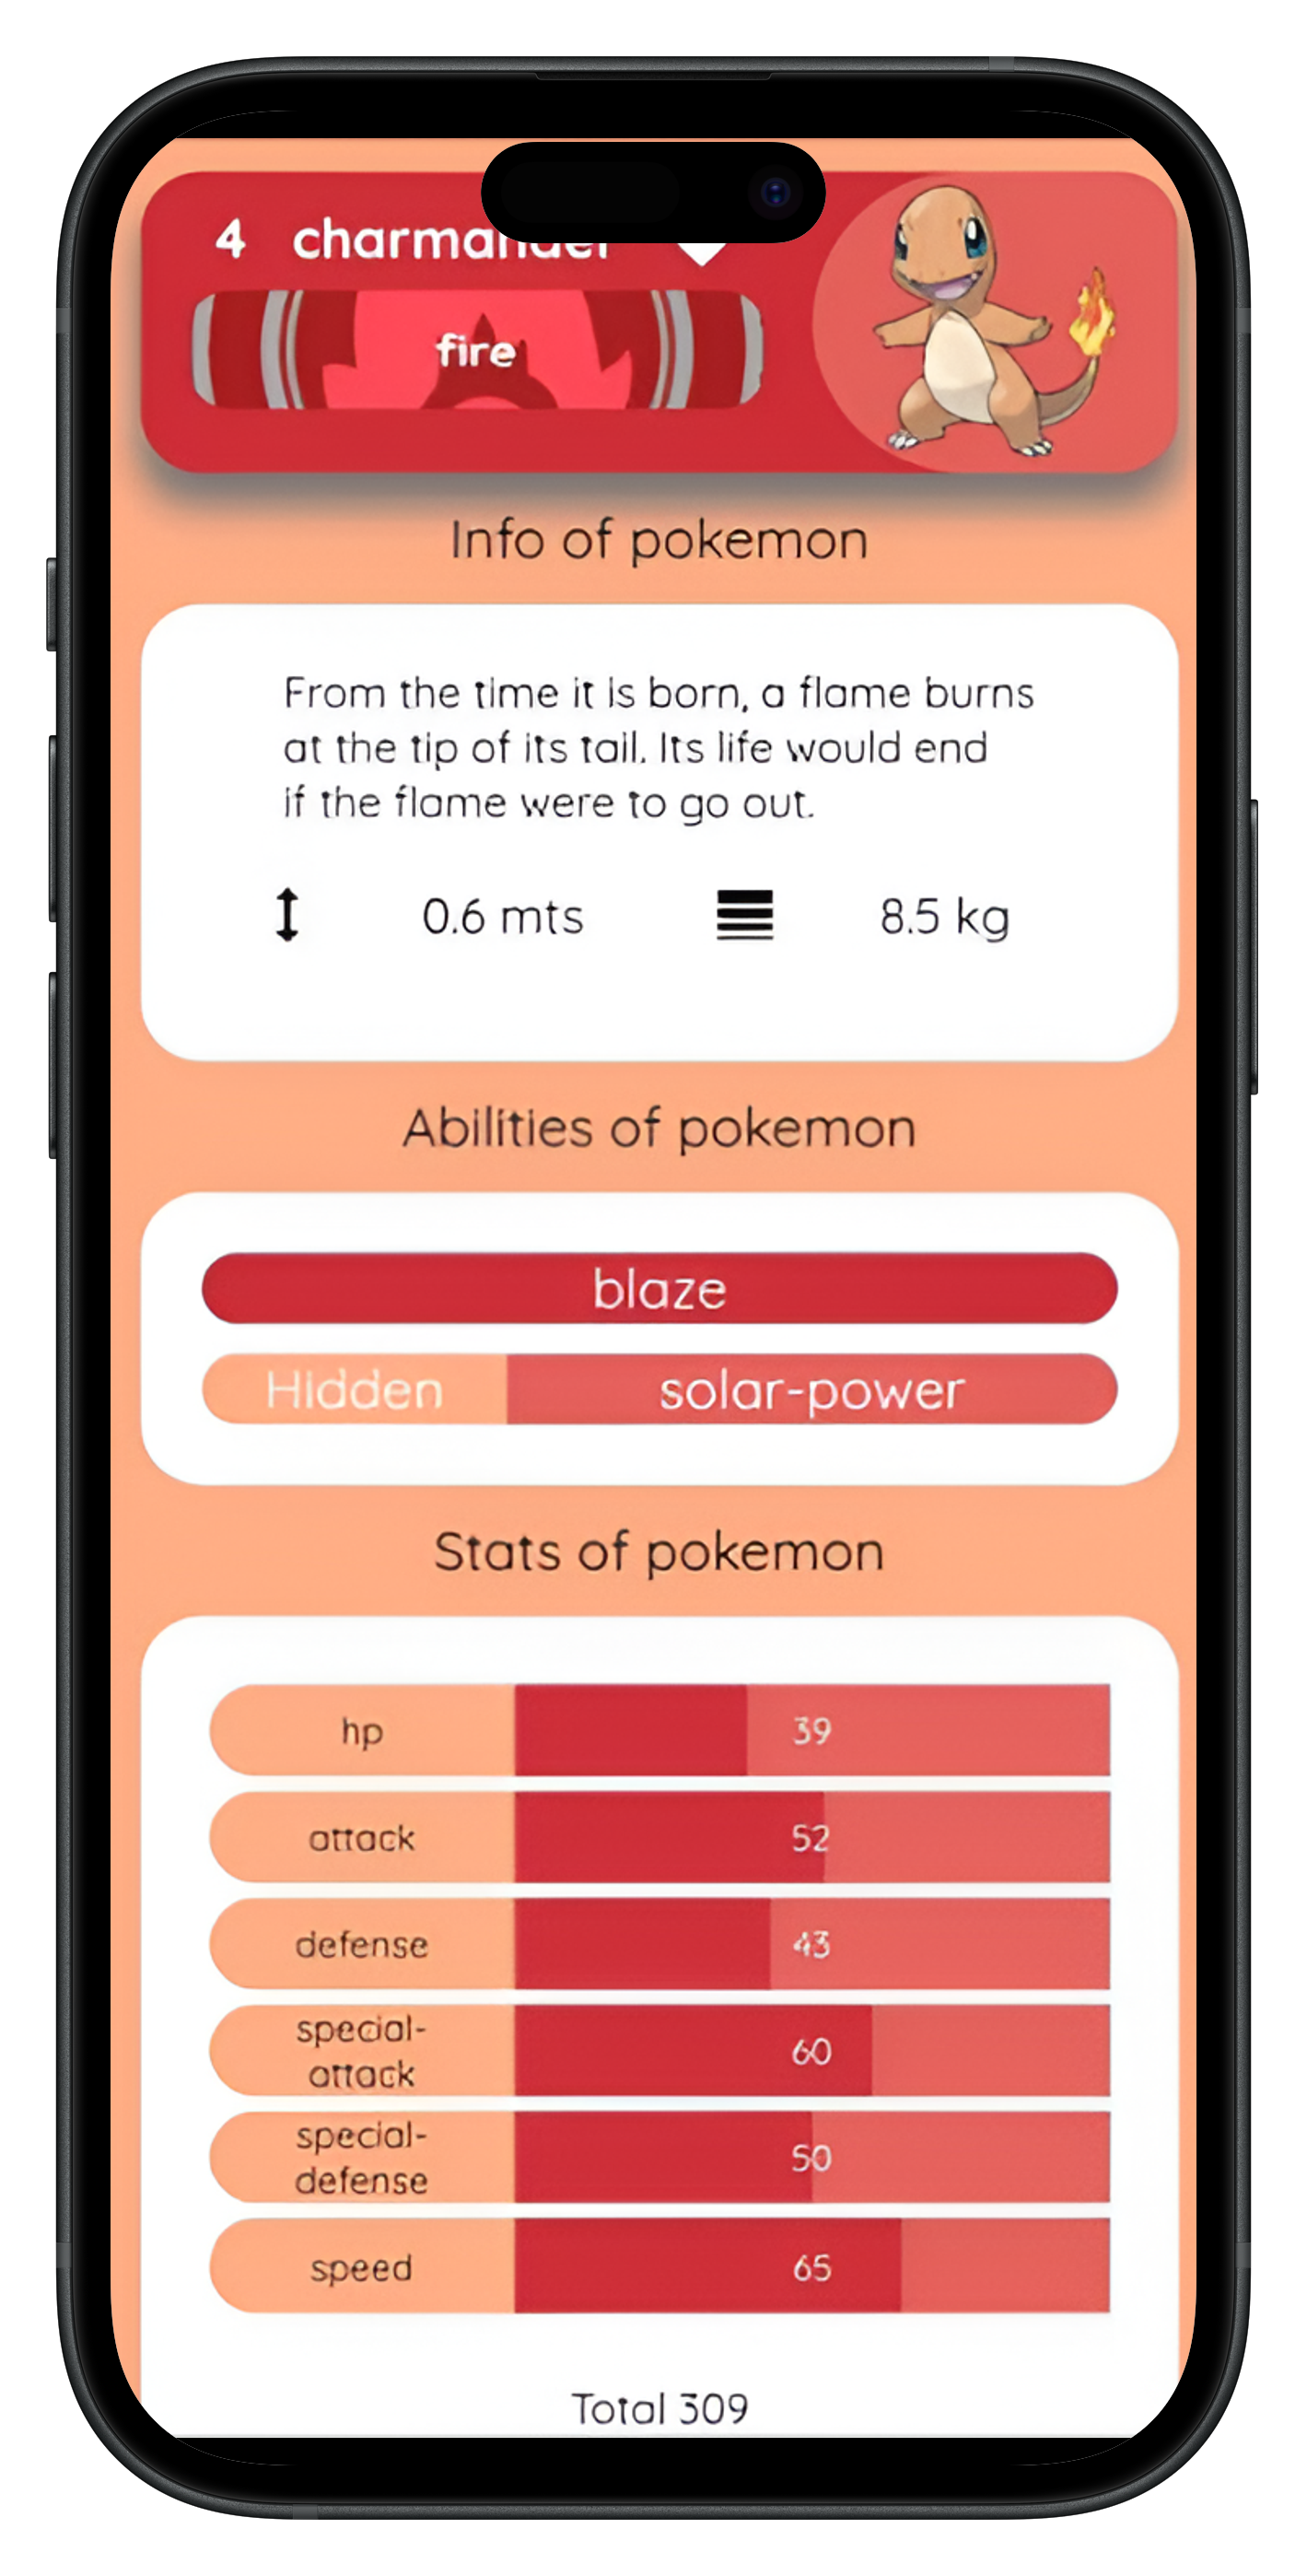 4 charmander
fire
Info of pokemon
From the time it is born, a flame burns
at the tip of its tail. Its life would end
if the flame were to go out.
0.6 mts 8.5 kg
Abilities of pokemon
blaze
Hidden solar-power
Stats of pokemon
hp 39
attack 52
defense 43
special-
attack 60
special-
defense 50
speed 65
Total 309